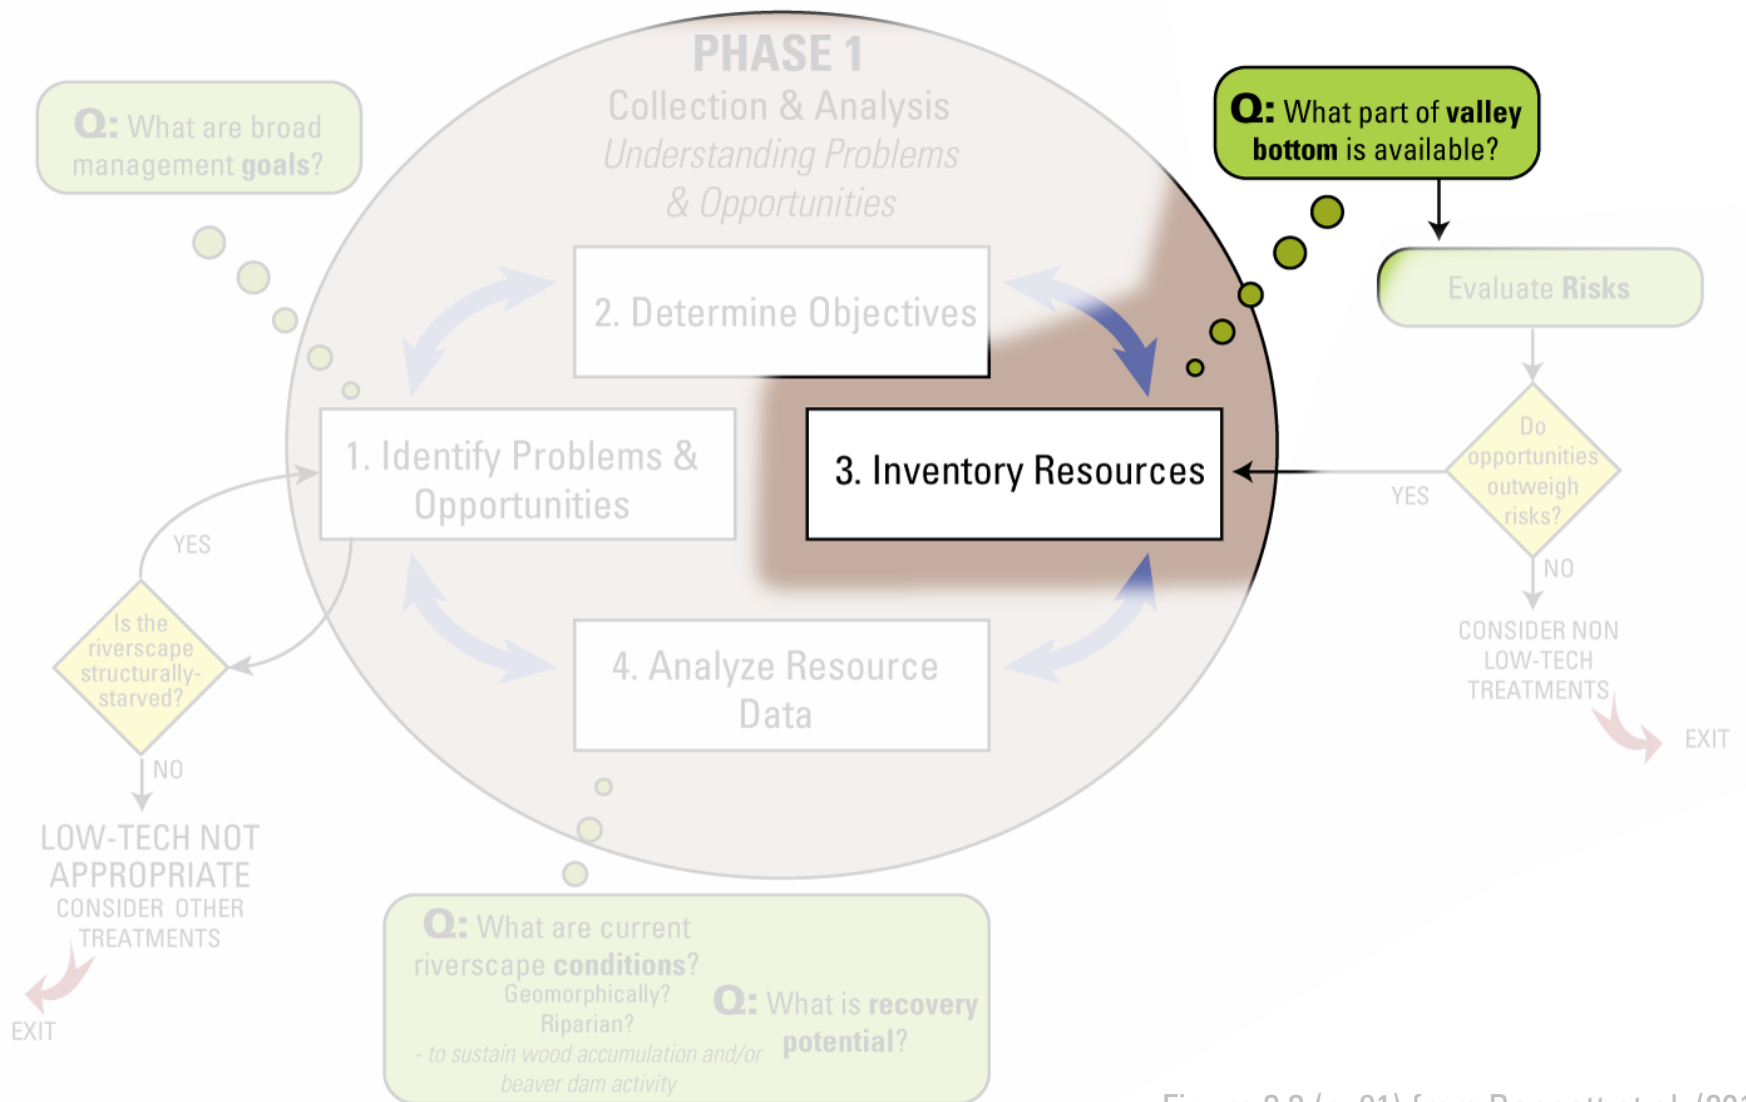 PHASE 1
Collection & Analysis
Understanding Problems
& Opportunities
Q: What are broad
management goals?
Q: What part of valley
bottom is available?
Evaluate Risks
2. Determine Objectives
1. Identify Problems &
Opportunities
3. Inventory Resources
4. Analyze Resource
Data
Do
opportunities
outweigh
risks?
YES
NO
CONSIDER NON
LOW-TECH
TREATMENTS
EXIT
YES
Is the
riverscape
structurally-
starved?
NO
LOW-TECH NOT
APPROPRIATE
CONSIDER OTHER
TREATMENTS
EXIT
Q: What are current
riverscape conditions?
Geomorphically?
Riparian?
- to sustain wood accumulation and/or
beaver dam activity
Q: What is recovery
potential?